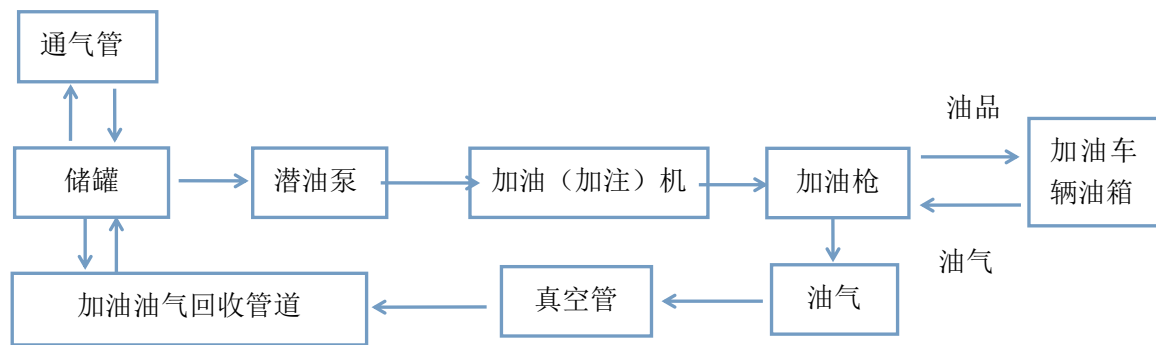 通气管
油品
储罐
潜油泵
加油（加注）机
加油枪
加油车
辆油箱
油气
加油油气回收管道
真空管
油气